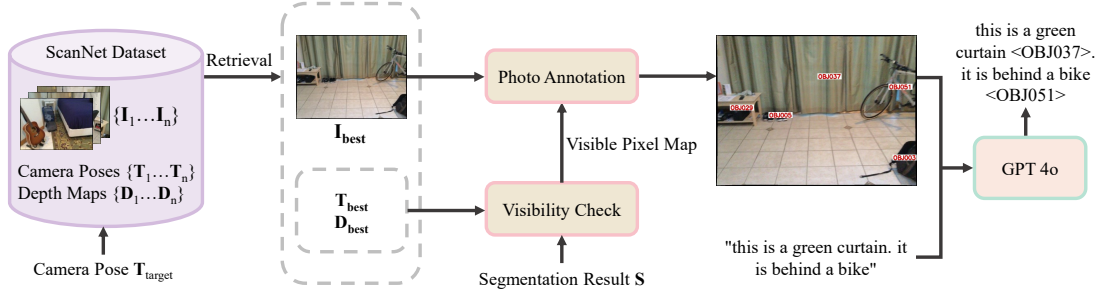 ScanNet Dataset
{I1…In}
Camera Poses {T1…Tn}
Depth Maps {D1…Dn}
Camera Pose Ttarget
Retrieval
Ibest
Tbest
Dbest
Photo Annotation
Visible Pixel Map
Visibility Check
Segmentation Result S
OBJ037
OBJ051
OBJ029
OBJ006
OBJ003
"this is a green curtain. it
is behind a bike"
this is a green
curtain <OBJ037>.
it is behind a bike
<OBJ051>
GPT 4o